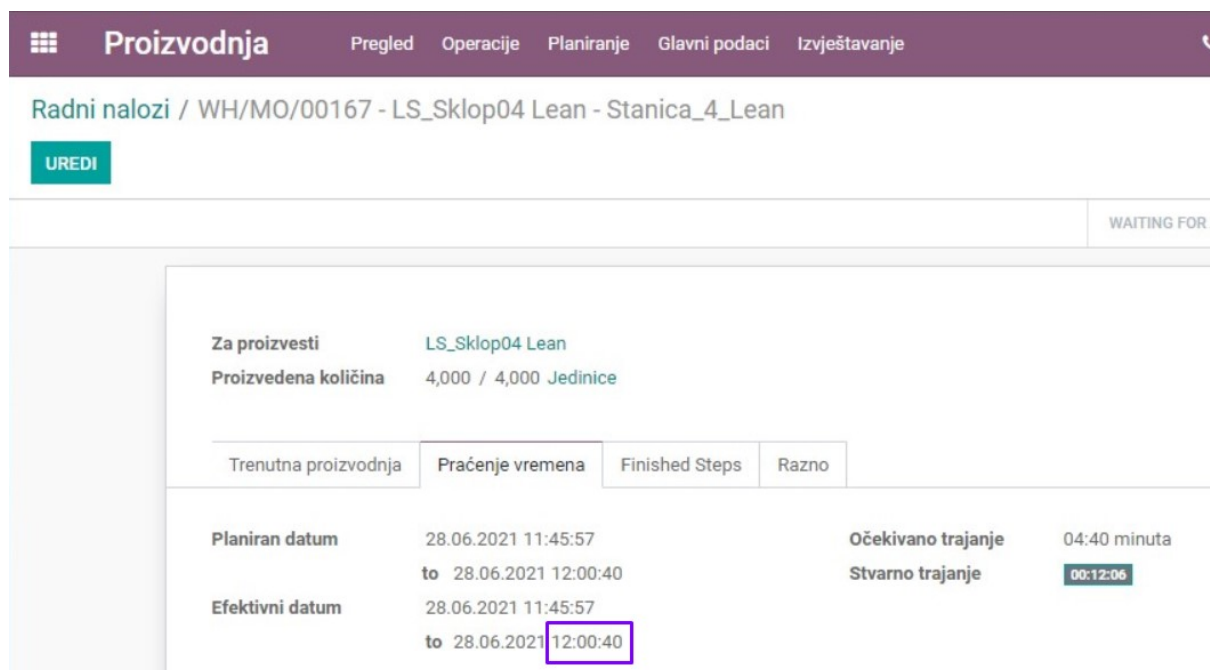 Proizvodnja Pregled Operacije Planiranje Glavni podaci Izvještavanje
Radni nalozi / WH/MO/00167 - LS_Sklop04 Lean - Stanica_4_Lean
UREDI
WAITING FOR
Za proizvesti LS_Sklop04 Lean
Proizvedena količina 4,000 / 4,000 Jedinice
Trenutna proizvodnja Praćenje vremena Finished Steps Razno
Planiran datum 28.06.2021 11:45:57 Očekivano trajanje 04:40 minuta
to 28.06.2021 12:00:40 Stvarno trajanje 00:12:06
Efektivni datum 28.06.2021 11:45:57
to 28.06.2021 12:00:40